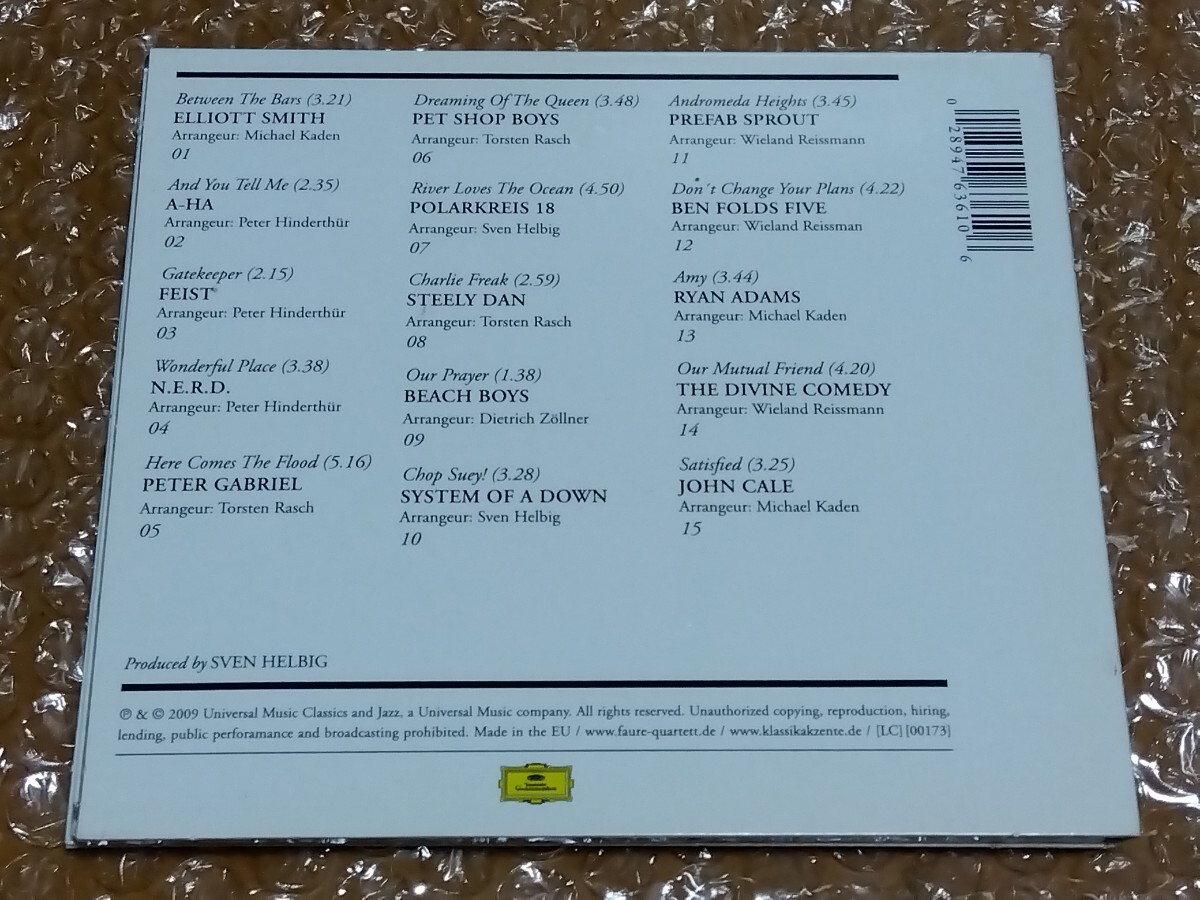 Between The Bars (3.21)
ELLIOTT SMITH
Arrangeur: Michael Kaden
01
And You Tell Me (2.35)
A-HA
Arrangeur: Peter Hinderthür
02
Gatekeeper (2.15)
FEIST
Arrangeur: Peter Hinderthür
03
Wonderful Place (3.38)
N.E.R.D.
Arrangeur: Peter Hinderthür
04
Here Comes The Flood (5.16)
PETER GABRIEL
Arrangeur: Torsten Rasch
05
Dreaming Of The Queen (3.48)
PET SHOP BOYS
Arrangeur: Torsten Rasch
06
River Loves The Ocean (4.50)
POLARKREIS 18
Arrangeur: Sven Helbig
07
Charlie Freak (2.59)
STEELY DAN
Arrangeur: Torsten Rasch
08
Our Prayer (1.38)
BEACH BOYS
Arrangeur: Dietrich Zöllner
09
Chop Suey! (3.28)
SYSTEM OF A DOWN
Arrangeur: Sven Helbig
10
Andromeda Heights (3.45)
PREFAB SPROUT
Arrangeur: Wieland Reissmann
11
Don´t Change Your Plans (4.22)
BEN FOLDS FIVE
Arrangeur: Wieland Reissman
12
Amy (3.44)
RYAN ADAMS
Arrangeur: Michael Kaden
13
Our Mutual Friend (4.20)
THE DIVINE COMEDY
Arrangeur: Wieland Reissmann
14
Satisfied (3.25)
JOHN CALE
Arrangeur: Michael Kaden
15
0 28947 63610 6
Produced by SVEN HELBIG
℗ & © 2009 Universal Music Classics and Jazz, a Universal Music company. All rights reserved. Unauthorized copying, reproduction, hiring,
lending, public perforamance and broadcasting prohibited. Made in the EU / www.faure-quartett.de / www.klassikakzente.de / [LC] [00173]
Deutsche
Grammophon